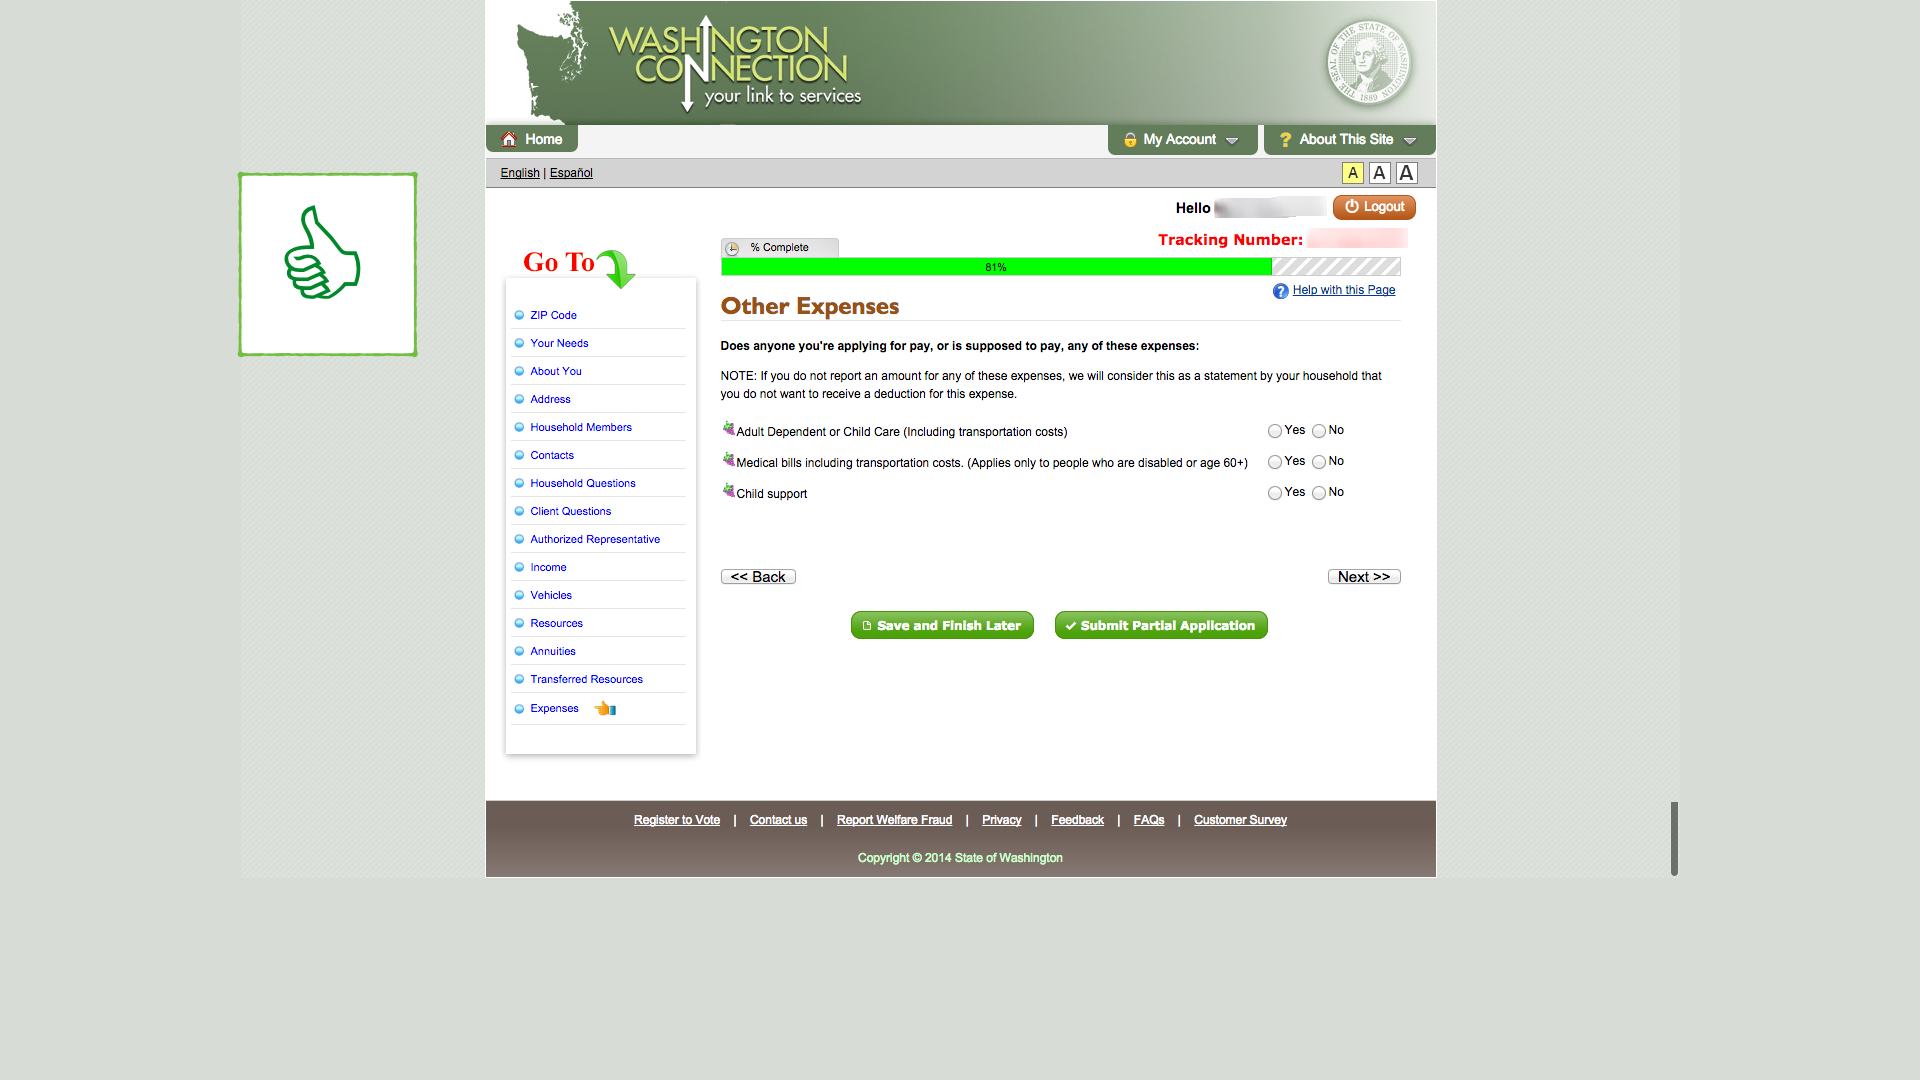 WASHINGTON
CONNECTION
your link to services
THE SEAL OF THE STATE OF WASHINGTON
1889
Home
My Account
? About This Site
English | Español
A A A
Hello
Logout
Tracking Number:
% Complete
81%
Go To
? Help with this Page
Other Expenses
ZIP Code
Your Needs
About You
Address
Household Members
Contacts
Household Questions
Client Questions
Authorized Representative
Income
Vehicles
Resources
Annuities
Transferred Resources
Expenses
Does anyone you're applying for pay, or is supposed to pay, any of these expenses:
NOTE: If you do not report an amount for any of these expenses, we will consider this as a statement by your household that
you do not want to receive a deduction for this expense.
Adult Dependent or Child Care (Including transportation costs) Yes No
Medical bills including transportation costs. (Applies only to people who are disabled or age 60+) Yes No
Child support Yes No
<< Back
Next >>
Save and Finish Later
Submit Partial Application
Register to Vote | Contact us | Report Welfare Fraud | Privacy | Feedback | FAQs | Customer Survey
Copyright © 2014 State of Washington